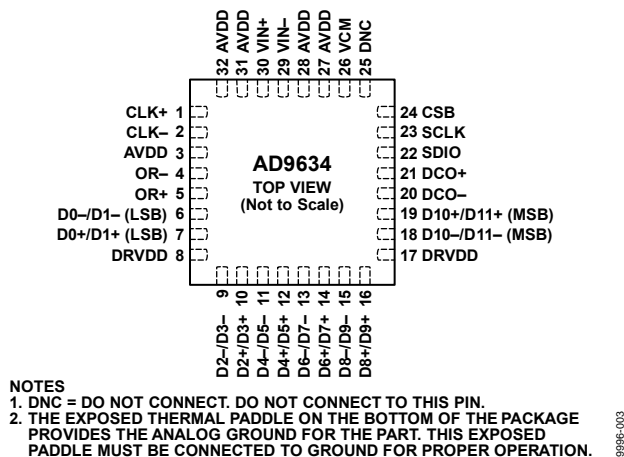 32 AVDD
31 AVDD
30 VIN+
29 VIN–
28 AVDD
27 AVDD
26 VCM
25 DNC
CLK+ 1
CLK– 2
AVDD 3
OR– 4
OR+ 5
D0–/D1– (LSB) 6
D0+/D1+ (LSB) 7
DRVDD 8
AD9634
TOP VIEW
(Not to Scale)
24 CSB
23 SCLK
22 SDIO
21 DCO+
20 DCO–
19 D10+/D11+ (MSB)
18 D10–/D11– (MSB)
17 DRVDD
D2–/D3– 9
D2+/D3+ 10
D4–/D5– 11
D4+/D5+ 12
D6–/D7– 13
D6+/D7+ 14
D8–/D9– 15
D8+/D9+ 16
NOTES
1. DNC = DO NOT CONNECT. DO NOT CONNECT TO THIS PIN.
2. THE EXPOSED THERMAL PADDLE ON THE BOTTOM OF THE PACKAGE
PROVIDES THE ANALOG GROUND FOR THE PART. THIS EXPOSED
PADDLE MUST BE CONNECTED TO GROUND FOR PROPER OPERATION.
9996-003